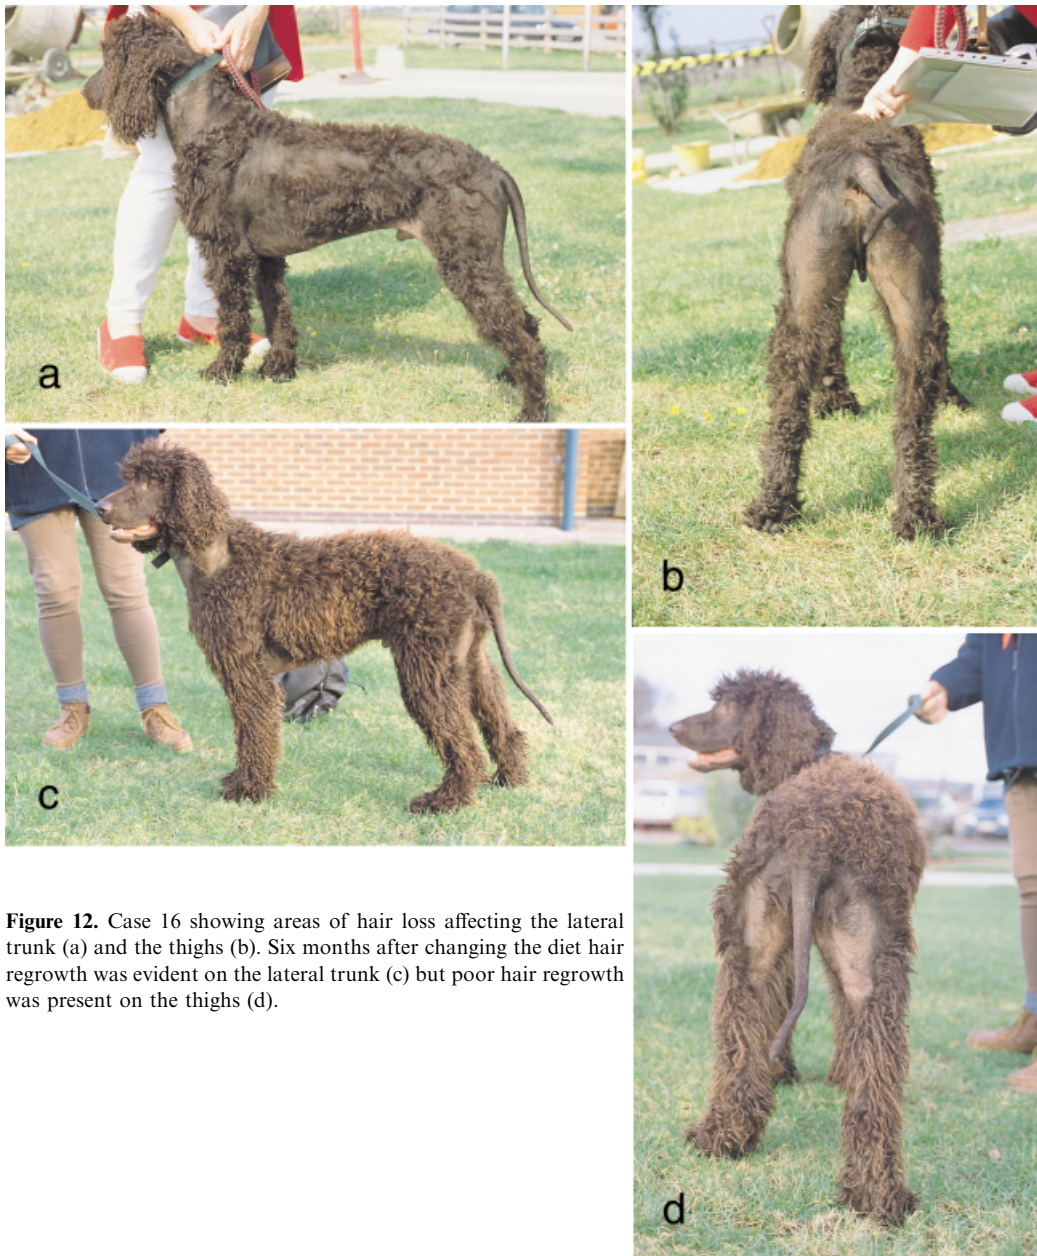 a
b
c
d
Figure 12. Case 16 showing areas of hair loss affecting the lateral
trunk (a) and the thighs (b). Six months after changing the diet hair
regrowth was evident on the lateral trunk (c) but poor hair regrowth
was present on the thighs (d).